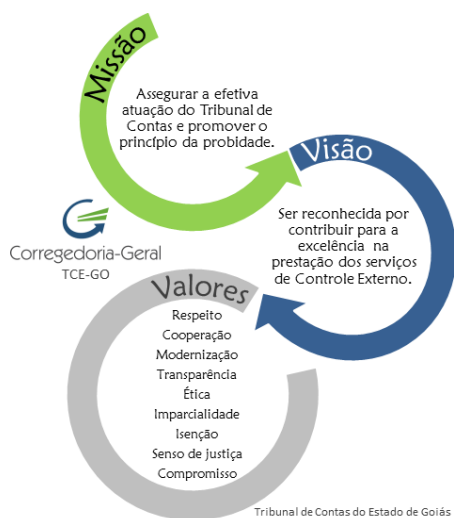 Missão
Assegurar a efetiva
atuação do Tribunal de
Contas e promover o
princípio da probidade.
Visão
Ser reconhecida por
contribuir para a
excelência na
prestação dos serviços
de Controle Externo.
Corregedoria-Geral
TCE-GO
Valores
Respeito
Cooperação
Modernização
Transparência
Ética
Imparcialidade
Isenção
Senso de justiça
Compromisso
Tribunal de Contas do Estado de Goiás